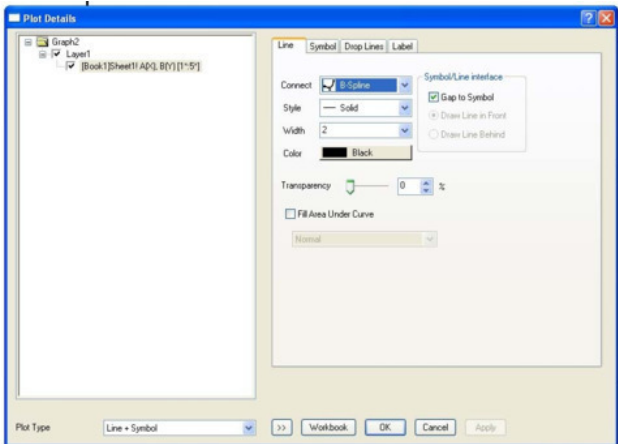 Plot Details
Graph2
Layer1
[Book1]Sheet1! A(X), B(Y) [1*:5*]
Line Symbol Drop Lines Label
Connect B-Spline
Style Solid
Width 2
Color Black
Symbol/Line interface
Gap to Symbol
Draw Line in Front
Draw Line Behind
Transparency 0 %
Fill Area Under Curve
Normal
Plot Type Line + Symbol >> Workbook OK Cancel Apply